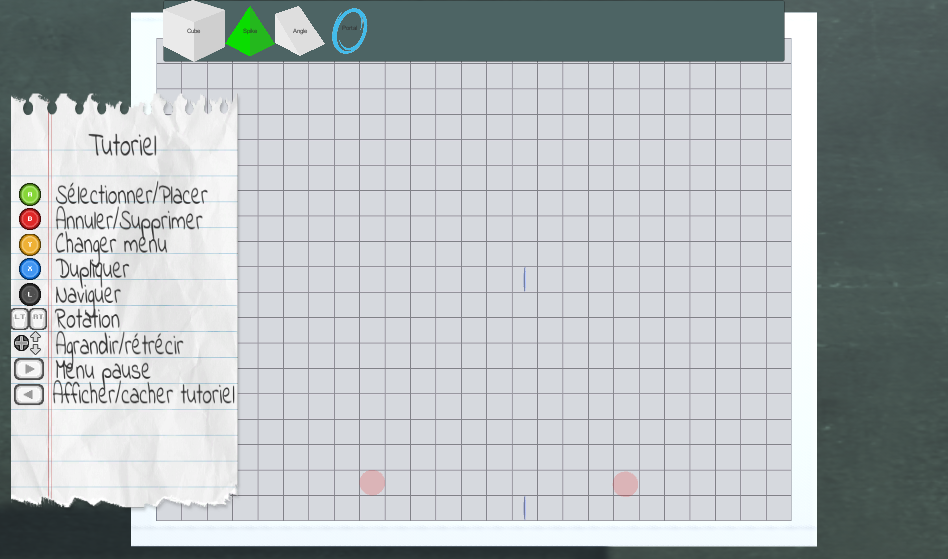 Cube Spike Angle Portal
Tutoriel
A Sélectionner/Placer
B Annuler/Supprimer
Y Changer menu
X Dupliquer
L Naviguer
LT RT Rotation
Agrandir/rétrécir
Menu pause
Afficher/cacher tutoriel